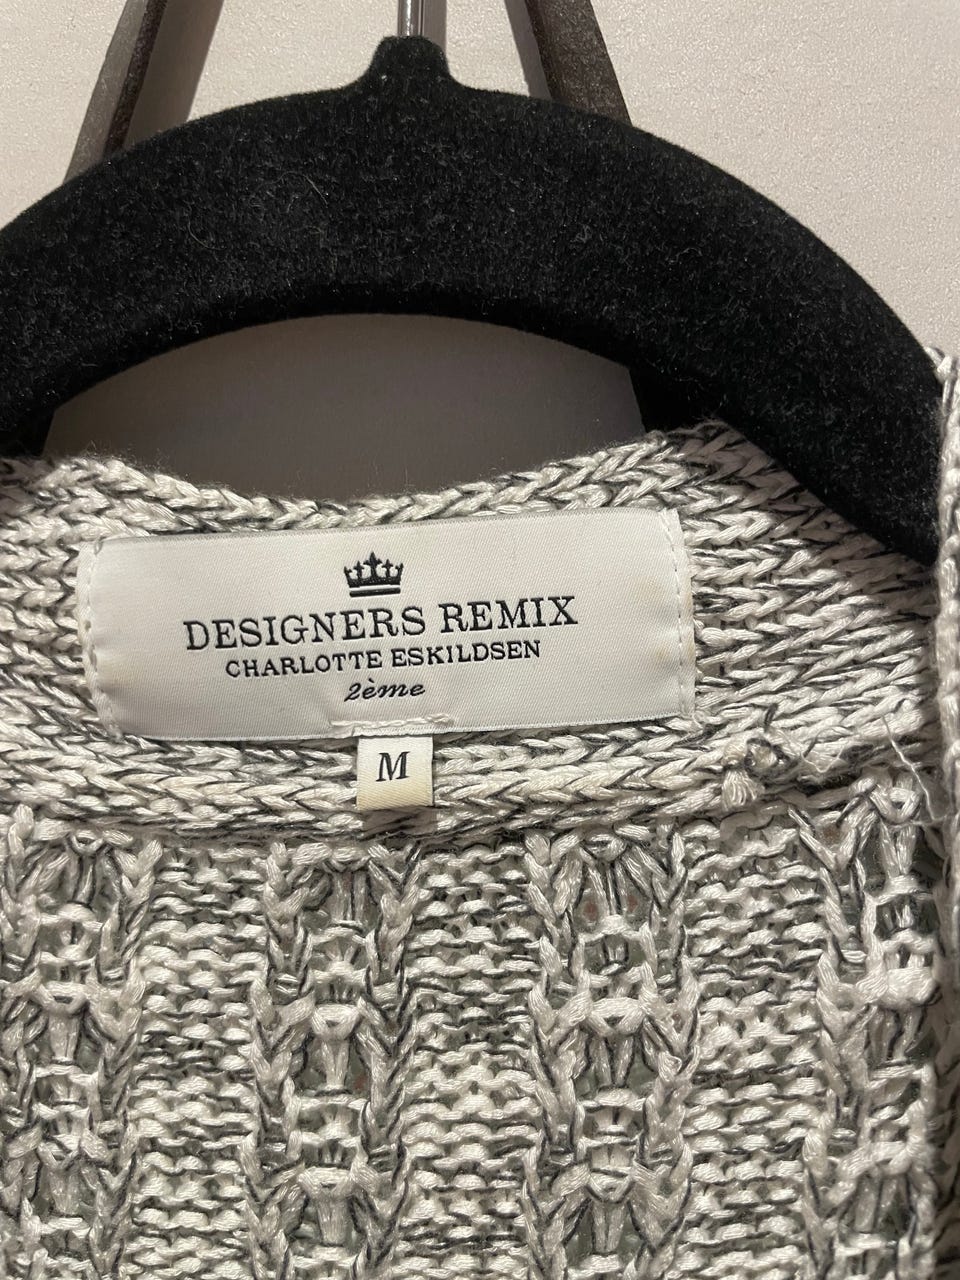 DESIGNERS REMIX
CHARLOTTE ESKILDSEN
2ème
M